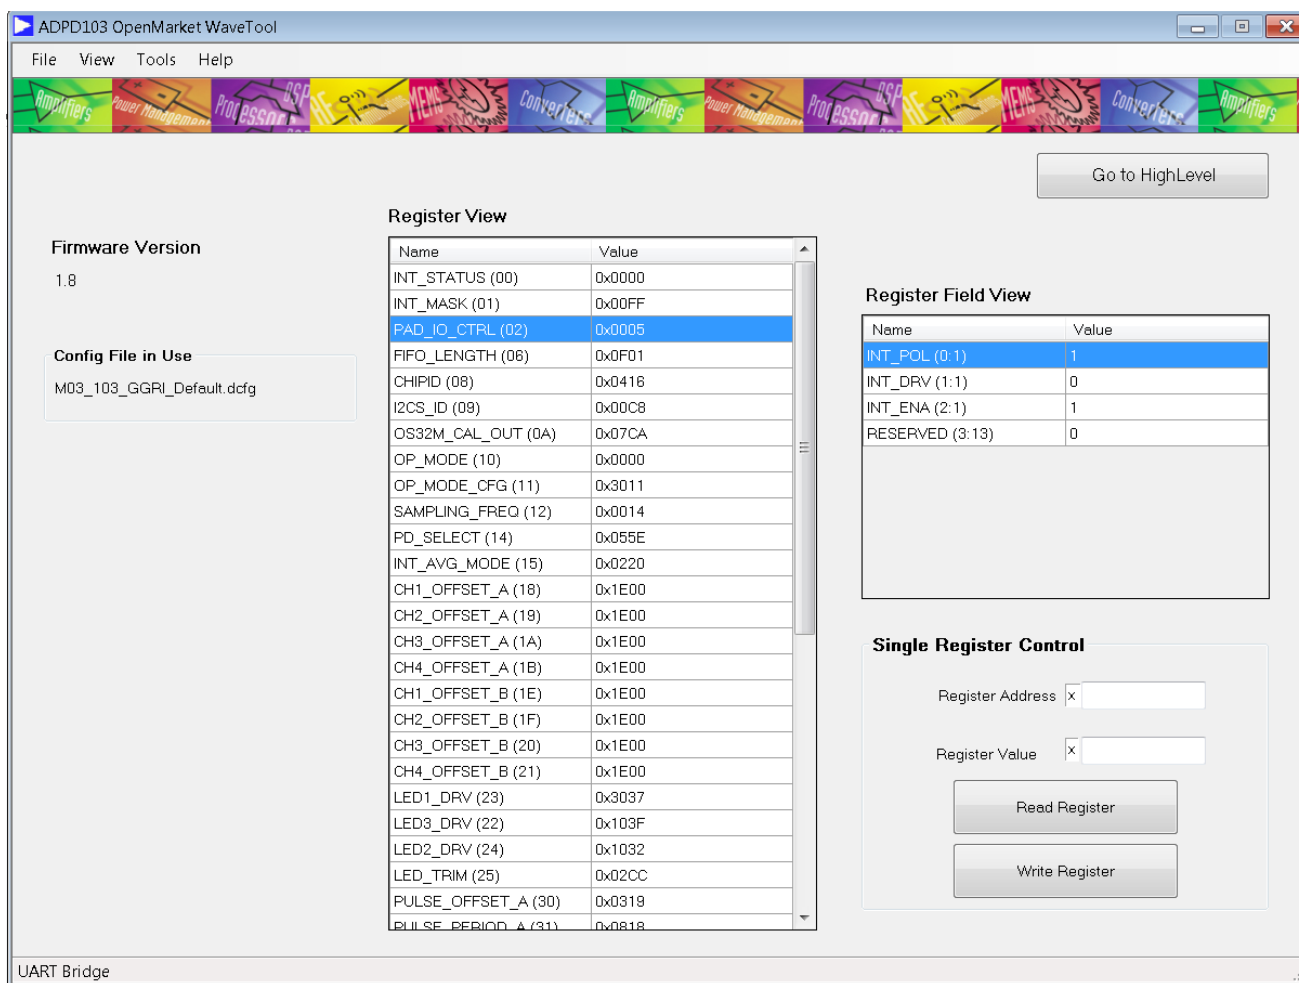 ADPD103 OpenMarket WaveTool
File View Tools Help
Amplifiers Power Management Processors DSP RF MEMS Converters Amplifiers Power Management Processors DSP RF MEMS Converters Amplifiers
Go to HighLevel
Register View
Firmware Version
1.8
Config File in Use
M03_103_GGRI_Default.dcfg
Name Value
INT_STATUS (00) 0x0000
INT_MASK (01) 0x00FF
PAD_IO_CTRL (02) 0x0005
FIFO_LENGTH (06) 0x0F01
CHIPID (08) 0x0416
I2CS_ID (09) 0x00C8
OS32M_CAL_OUT (0A) 0x07CA
OP_MODE (10) 0x0000
OP_MODE_CFG (11) 0x3011
SAMPLING_FREQ (12) 0x0014
PD_SELECT (14) 0x055E
INT_AVG_MODE (15) 0x0220
CH1_OFFSET_A (18) 0x1E00
CH2_OFFSET_A (19) 0x1E00
CH3_OFFSET_A (1A) 0x1E00
CH4_OFFSET_A (1B) 0x1E00
CH1_OFFSET_B (1E) 0x1E00
CH2_OFFSET_B (1F) 0x1E00
CH3_OFFSET_B (20) 0x1E00
CH4_OFFSET_B (21) 0x1E00
LED1_DRV (23) 0x3037
LED3_DRV (22) 0x103F
LED2_DRV (24) 0x1032
LED_TRIM (25) 0x02CC
PULSE_OFFSET_A (30) 0x0319
PULSE_PERIOD_A (31) 0x0818
Register Field View
Name Value
INT_POL (0:1) 1
INT_DRV (1:1) 0
INT_ENA (2:1) 1
RESERVED (3:13) 0
Single Register Control
Register Address x
Register Value x
Read Register
Write Register
UART Bridge